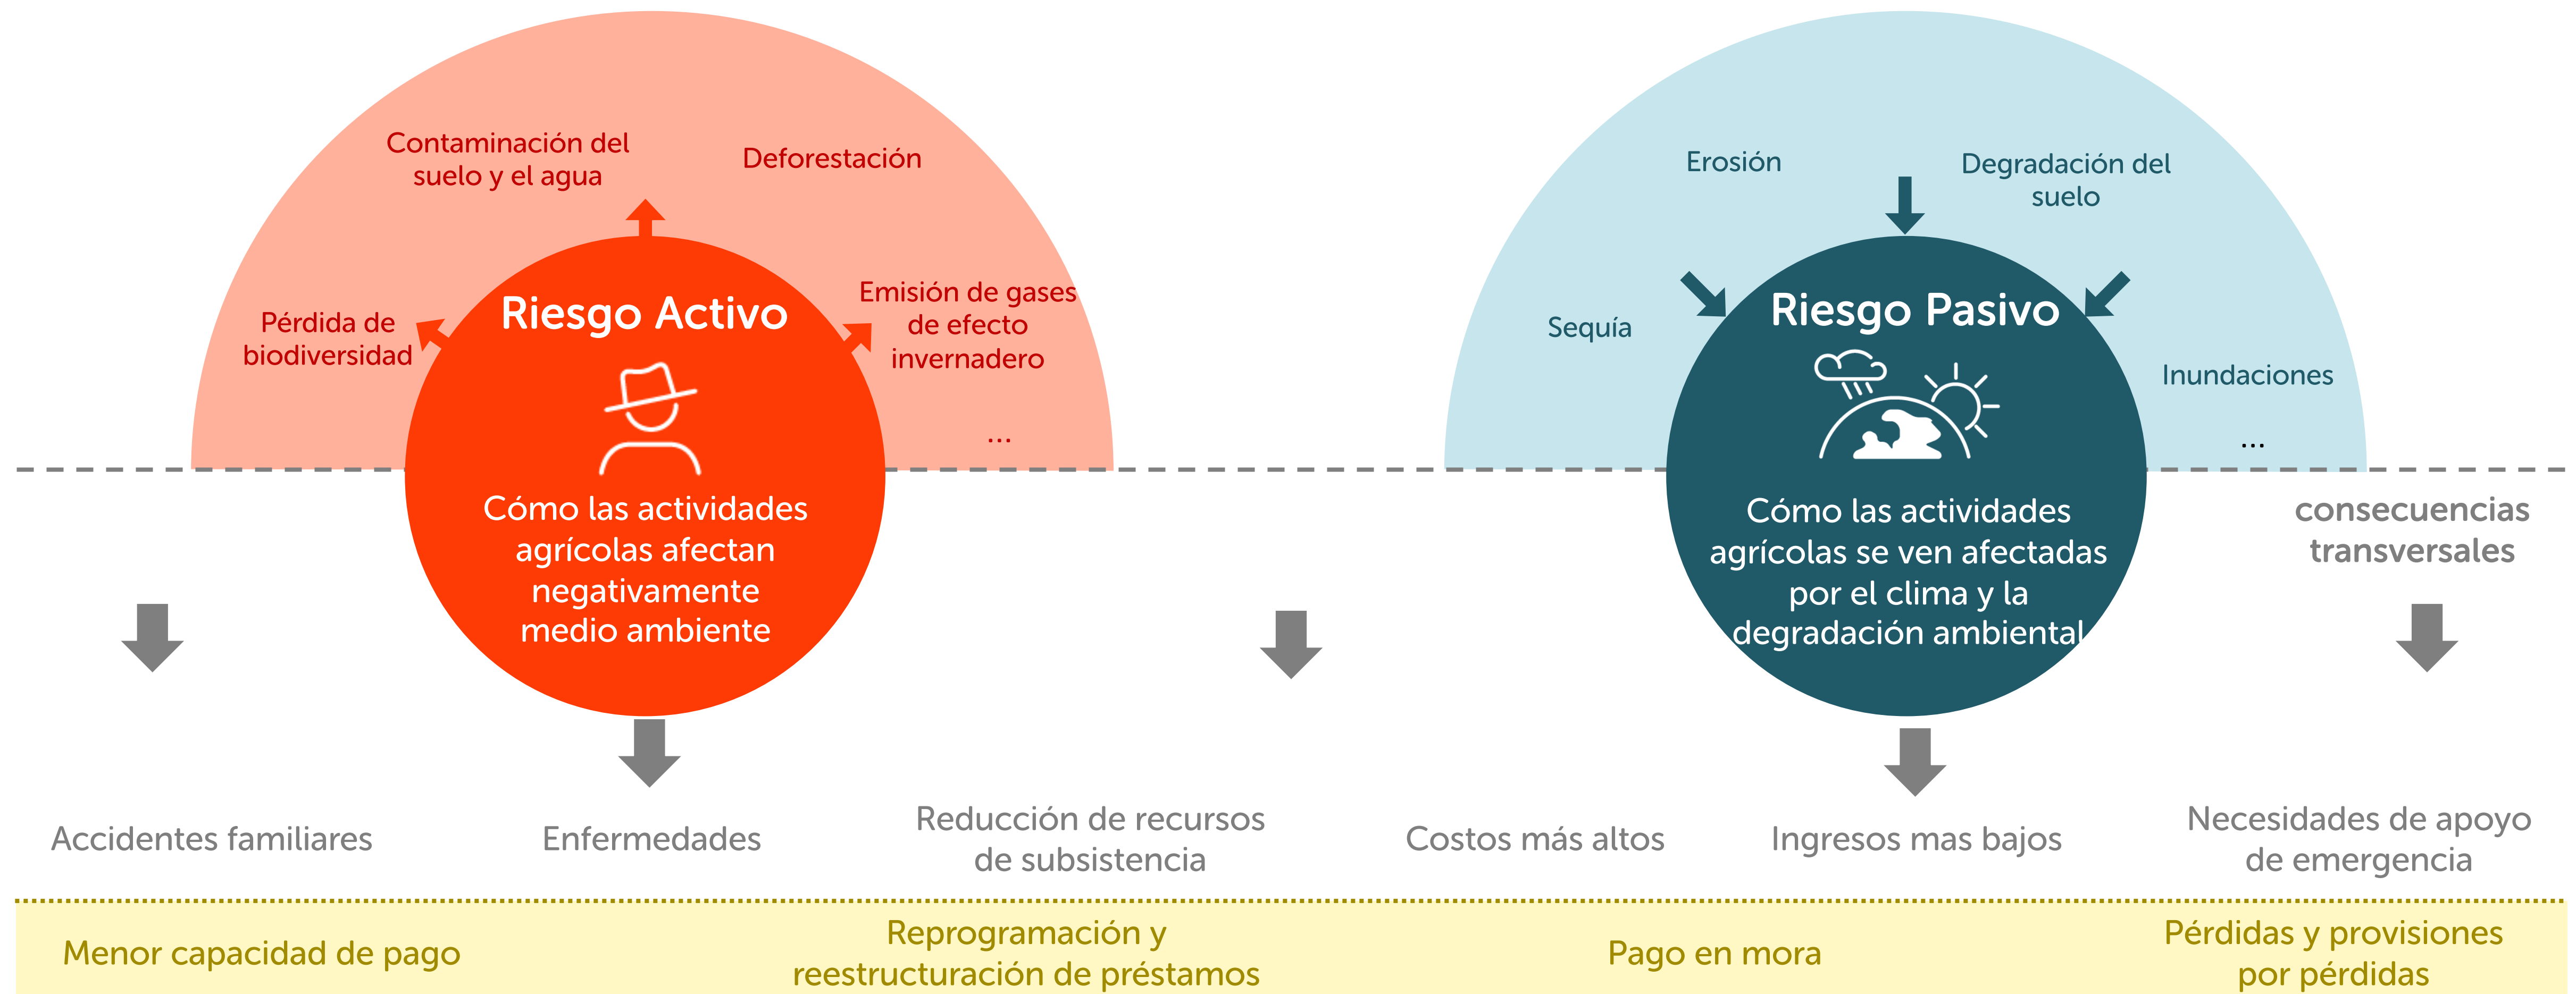 Contaminación del
suelo y el agua
Deforestación
Pérdida de
biodiversidad
Emisión de gases
de efecto
invernadero
...
Riesgo Activo
Cómo las actividades
agrícolas afectan
negativamente
medio ambiente
Erosión
Degradación del
suelo
Sequía
Inundaciones
...
Riesgo Pasivo
Cómo las actividades
agrícolas se ven afectadas
por el clima y la
degradación ambiental
consecuencias
transversales
Accidentes familiares
Enfermedades
Reducción de recursos
de subsistencia
Costos más altos
Ingresos mas bajos
Necesidades de apoyo
de emergencia
Menor capacidad de pago
Reprogramación y
reestructuración de préstamos
Pago en mora
Pérdidas y provisiones
por pérdidas